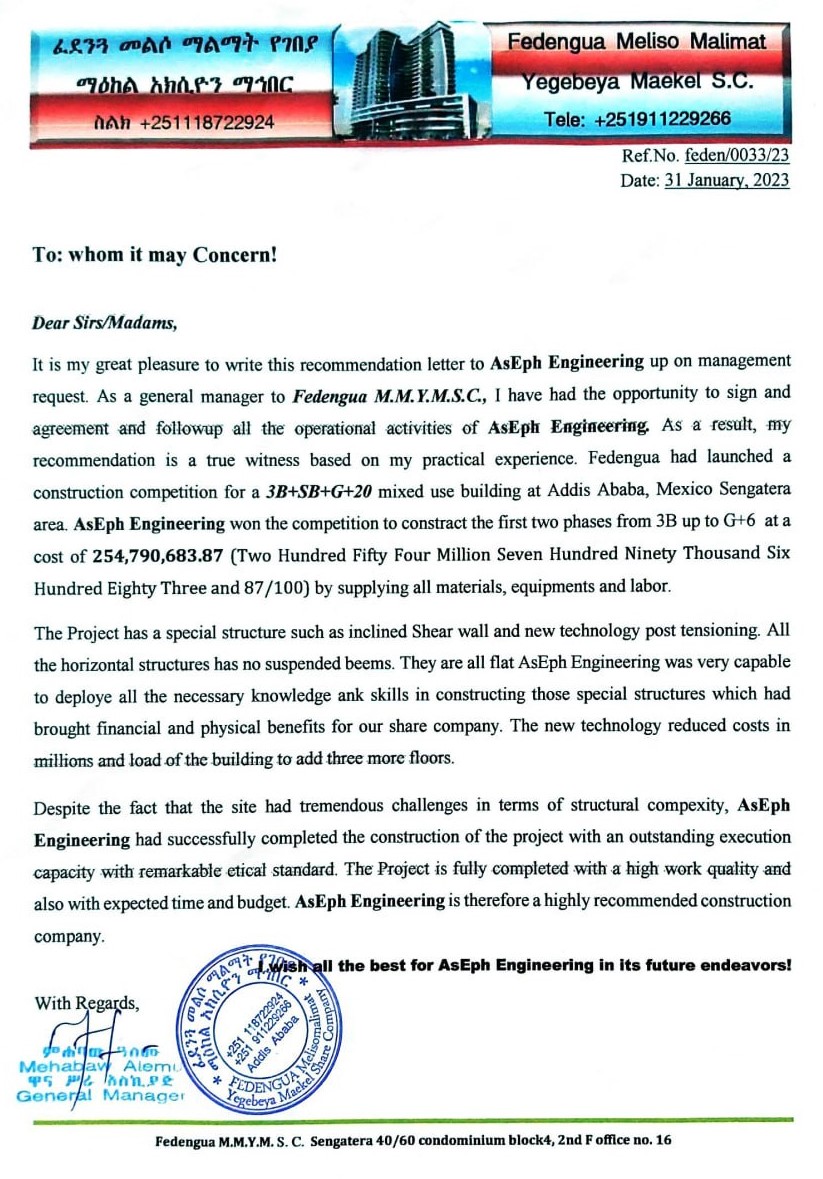 ፊደንጓ መልሶ ማልማት የገበያ
ማዕከል አክሲዮን ማኅበር
ስልክ +251118722924
Fedengua Meliso Malimat
Yegebeya Maekel S.C.
Tele: +251911229266
Ref.No. feden/0033/23
Date: 31 January, 2023
To: whom it may Concern!
Dear Sirs/Madams,
It is my great pleasure to write this recommendation letter to AsEph Engineering up on management
request. As a general manager to Fedengua M.M.Y.M.S.C., I have had the opportunity to sign and
agreement and followup all the operational activities of AsEph Engineering. As a result, my
recommendation is a true witness based on my practical experience. Fedengua had launched a
construction competition for a 3B+SB+G+20 mixed use building at Addis Ababa, Mexico Sengatera
area. AsEph Engineering won the competition to constract the first two phases from 3B up to G+6 at a
cost of 254,790,683.87 (Two Hundred Fifty Four Million Seven Hundred Ninety Thousand Six
Hundred Eighty Three and 87/100) by supplying all materials, equipments and labor.
The Project has a special structure such as inclined Shear wall and new technology post tensioning. All
the horizontal structures has no suspended beems. They are all flat AsEph Engineering was very capable
to deploye all the necessary knowledge ank skills in constructing those special structures which had
brought financial and physical benefits for our share company. The new technology reduced costs in
millions and load of the building to add three more floors.
Despite the fact that the site had tremendous challenges in terms of structural compexity, AsEph
Engineering had successfully completed the construction of the project with an outstanding execution
capacity with remarkable etical standard. The Project is fully completed with a high work quality and
also with expected time and budget. AsEph Engineering is therefore a highly recommended construction
company.
I wish all the best for AsEph Engineering in its future endeavors!
With Regards,
Mehabaw Alemu
ዋና ሥራ አስኪያድ
General Manager
ፊደንጓ መልሶ ማልማት የገበያ
ማዕከል አክሲዮን ማኅበር
+251 118722924
+251 911229266
Addis Ababa
FEDENGUA Melisomalimat
Yegebeya Maekel Share Company
Fedengua M.M.Y.M. S. C. Sengatera 40/60 condominium block4, 2nd F office no. 16